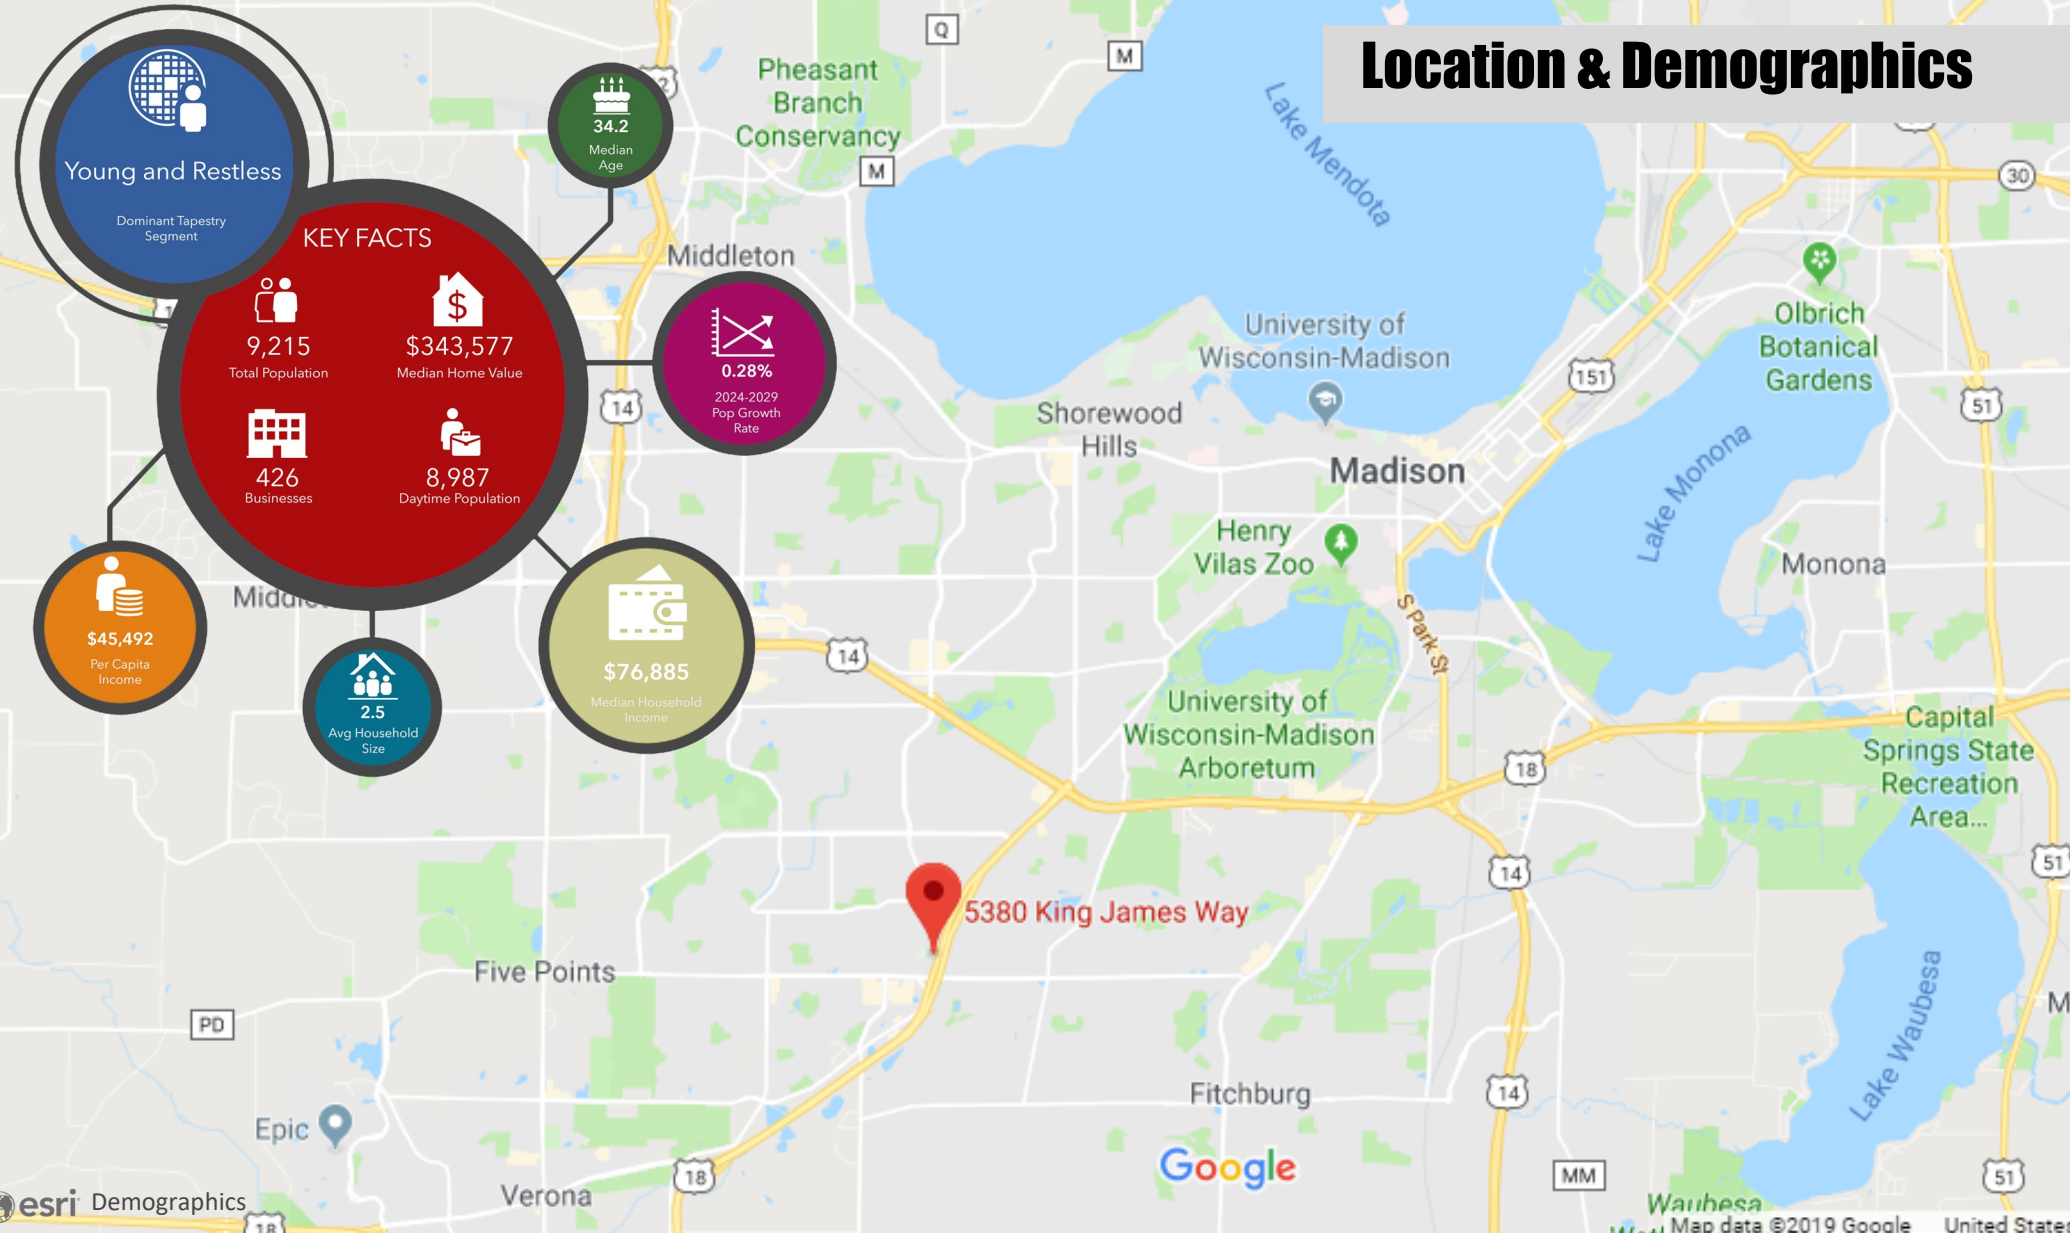 Location & Demographics
Young and Restless
Dominant Tapestry
Segment
KEY FACTS
9,215
Total Population
$343,577
Median Home Value
426
Businesses
8,987
Daytime Population
34.2
Median
Age
0.28%
2024-2029
Pop Growth
Rate
$45,492
Per Capita
Income
2.5
Avg Household
Size
$76,885
Median Household
Income
Q
M
Pheasant
Branch
Conservancy
M
Lake Mendota
30
Middleton
Olbrich
Botanical
Gardens
University of
Wisconsin-Madison
151
51
14
Shorewood
Hills
Madison
Lake Monona
Henry
Vilas Zoo
Monona
S Park St
14
University of
Wisconsin-Madison
Arboretum
18
Capital
Springs State
Recreation
Area...
51
14
5380 King James Way
Five Points
PD
Lake Waubesa
Fitchburg
14
Epic
Google
18
MM
51
Verona
esri Demographics
18
Waubesa
Map data ©2019 Google
United States